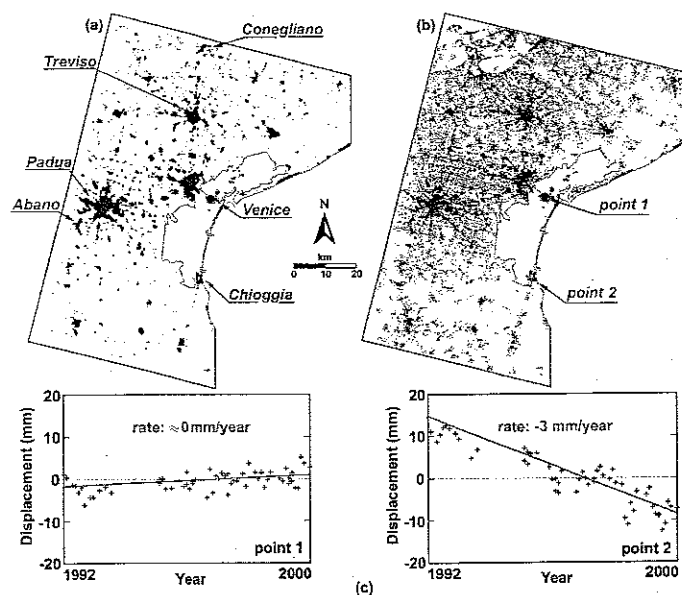 (a)
Conegliano
Treviso
Padua
Abano
Venice
Chioggia
N
km
0 10 20
(b)
point 1
point 2
20
10
0
-10
-20
Displacement (mm)
rate: ≈0mm/year
point 1
1992
Year
2000
20
10
0
-10
-20
Displacement (mm)
rate: -3 mm/year
point 2
1992
Year
2000
(c)